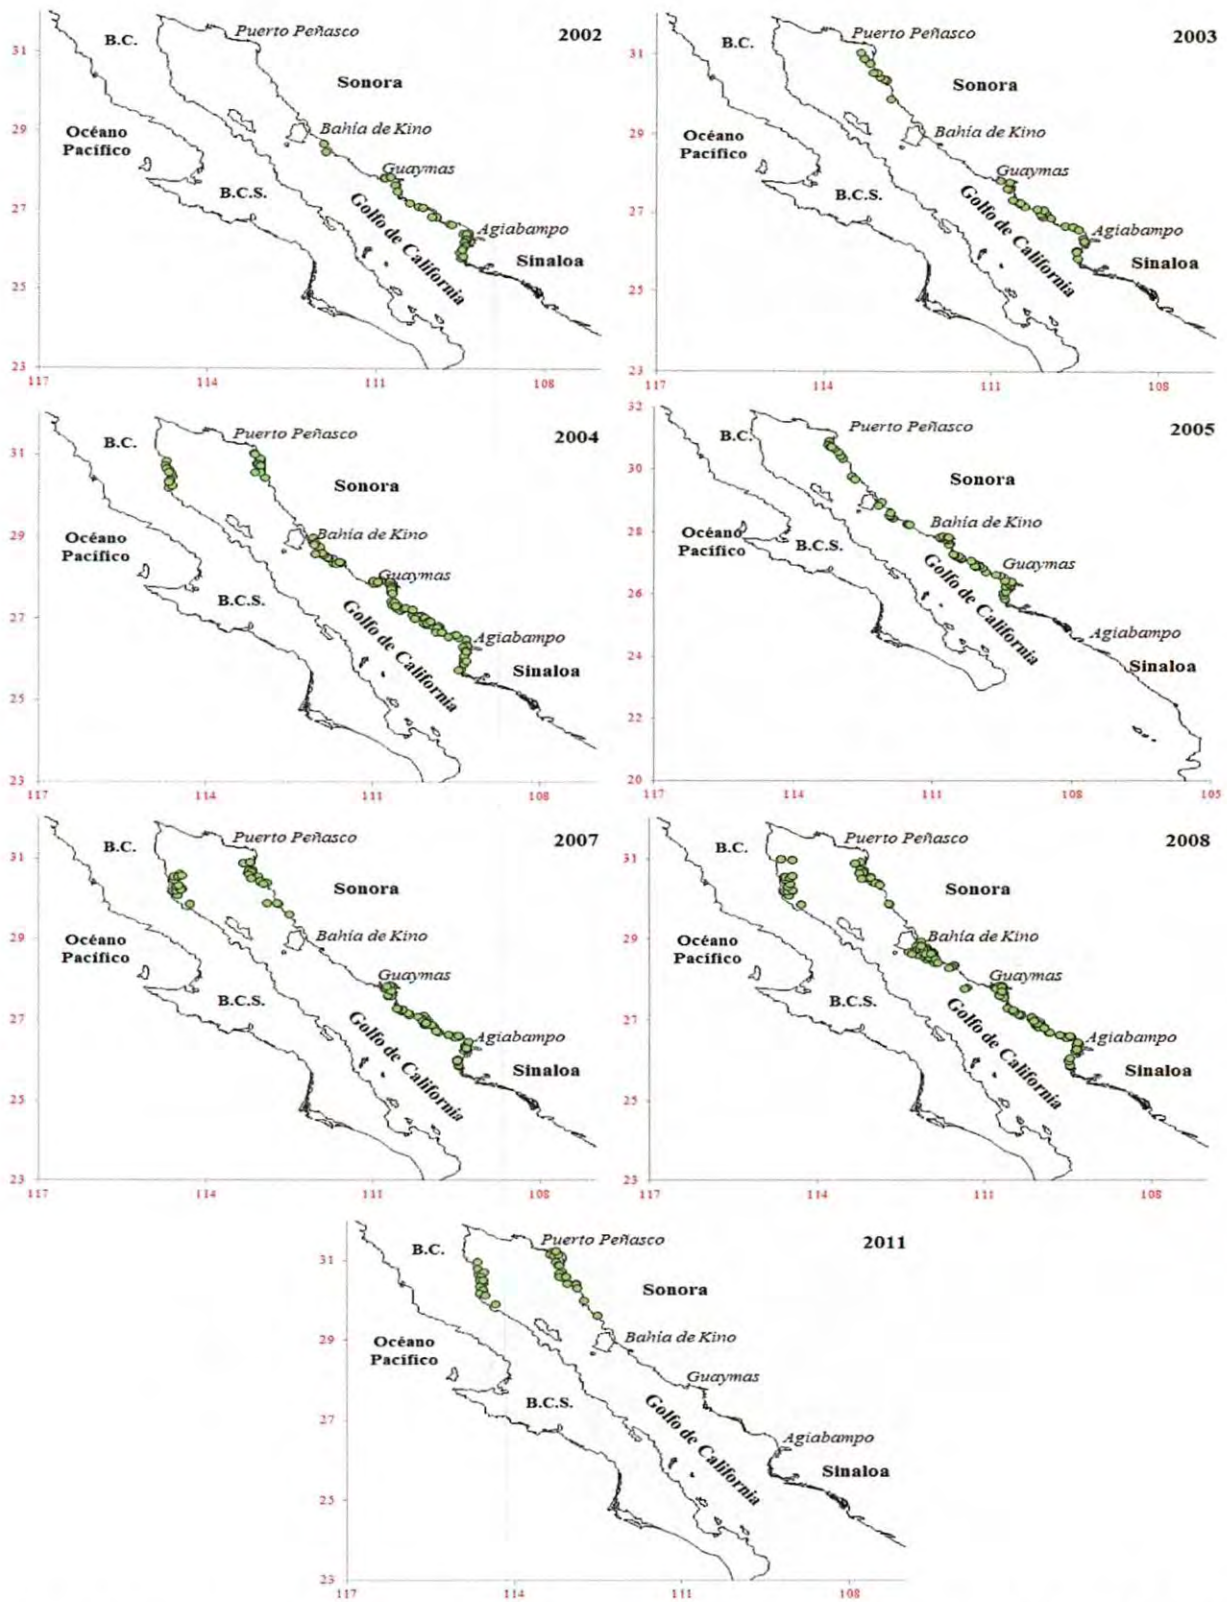 Puerto Peñasco
2002
B.C.
31
Sonora
29
Océano
Pacífico
Bahía de Kino
Guaymas
B.C.S.
27
Golfo de California
Agiabampo
Sinaloa
25
23
117
114
111
108
Puerto Peñasco
2003
B.C.
31
Sonora
29
Océano
Pacífico
Bahía de Kino
Guaymas
B.C.S.
27
Golfo de California
Agiabampo
Sinaloa
25
23
117
114
111
108
Puerto Peñasco
2004
B.C.
31
Sonora
29
Océano
Pacífico
Bahía de Kino
Guaymas
B.C.S.
27
Golfo de California
Agiabampo
Sinaloa
25
23
117
114
111
108
32
Puerto Peñasco
2005
B.C.
30
Sonora
28
Océano
Pacífico
Bahía de Kino
B.C.S.
Guaymas
26
Golfo de California
Agiabampo
24
Sinaloa
22
20
117
114
111
108
105
Puerto Peñasco
2007
B.C.
31
Sonora
29
Océano
Pacífico
Bahía de Kino
Guaymas
B.C.S.
27
Golfo de California
Agiabampo
Sinaloa
25
23
117
114
111
108
Puerto Peñasco
2008
B.C.
31
Sonora
29
Océano
Pacífico
Bahía de Kino
Guaymas
B.C.S.
27
Golfo de California
Agiabampo
Sinaloa
25
23
117
114
111
108
Puerto Peñasco
2011
B.C.
31
Sonora
29
Océano
Pacífico
Bahía de Kino
Guaymas
B.C.S.
27
Golfo de California
Agiabampo
Sinaloa
25
23
117
114
111
108